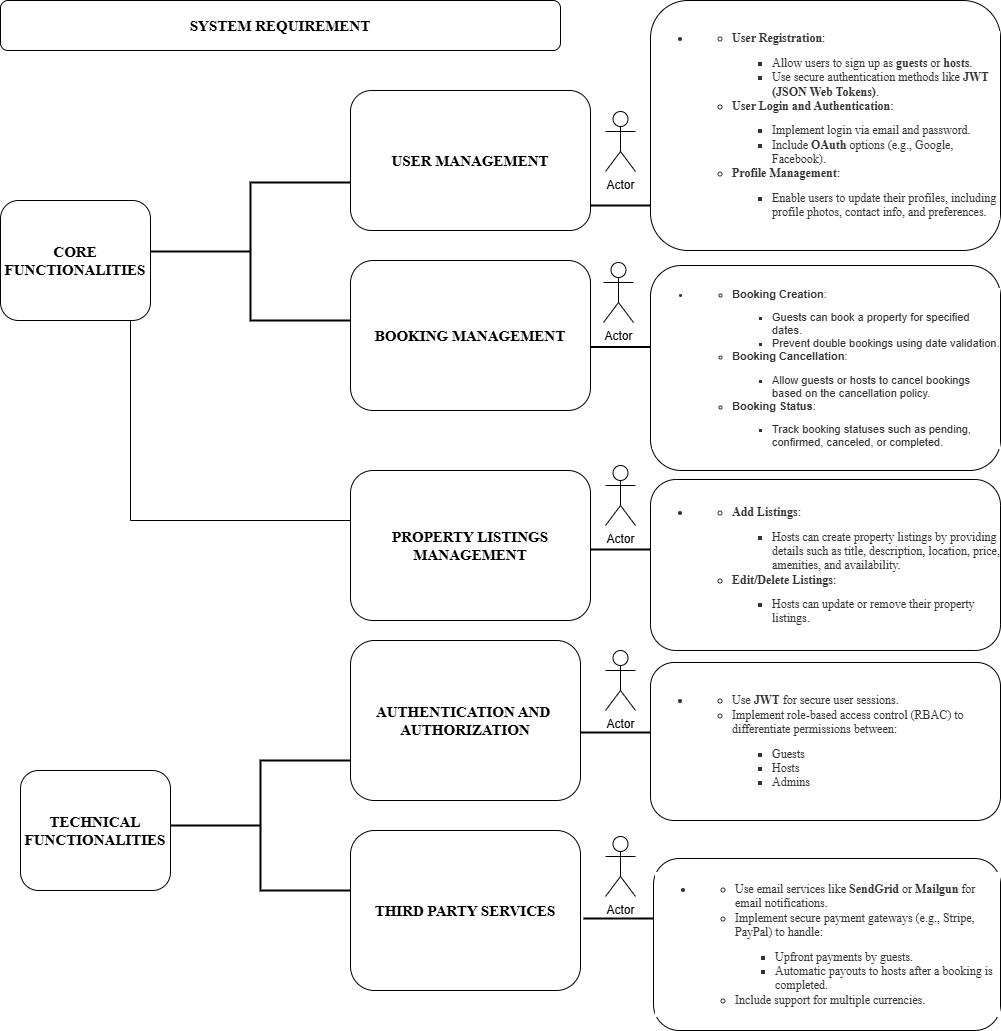 SYSTEM REQUIREMENT
CORE
FUNCTIONALITIES
USER MANAGEMENT
Actor
User Registration:
Allow users to sign up as guests or hosts.
Use secure authentication methods like JWT
(JSON Web Tokens).
User Login and Authentication:
Implement login via email and password.
Include OAuth options (e.g., Google,
Facebook).
Profile Management:
Enable users to update their profiles, including
profile photos, contact info, and preferences.
BOOKING MANAGEMENT
Actor
Booking Creation:
Guests can book a property for specified
dates.
Prevent double bookings using date validation.
Booking Cancellation:
Allow guests or hosts to cancel bookings
based on the cancellation policy.
Booking Status:
Track booking statuses such as pending,
confirmed, canceled, or completed.
PROPERTY LISTINGS
MANAGEMENT
Actor
Add Listings:
Hosts can create property listings by providing
details such as title, description, location, price,
amenities, and availability.
Edit/Delete Listings:
Hosts can update or remove their property
listings.
TECHNICAL
FUNCTIONALITIES
AUTHENTICATION AND
AUTHORIZATION
Actor
Use JWT for secure user sessions.
Implement role-based access control (RBAC) to
differentiate permissions between:
Guests
Hosts
Admins
THIRD PARTY SERVICES
Actor
Use email services like SendGrid or Mailgun for
email notifications.
Implement secure payment gateways (e.g., Stripe,
PayPal) to handle:
Upfront payments by guests.
Automatic payouts to hosts after a booking is
completed.
Include support for multiple currencies.